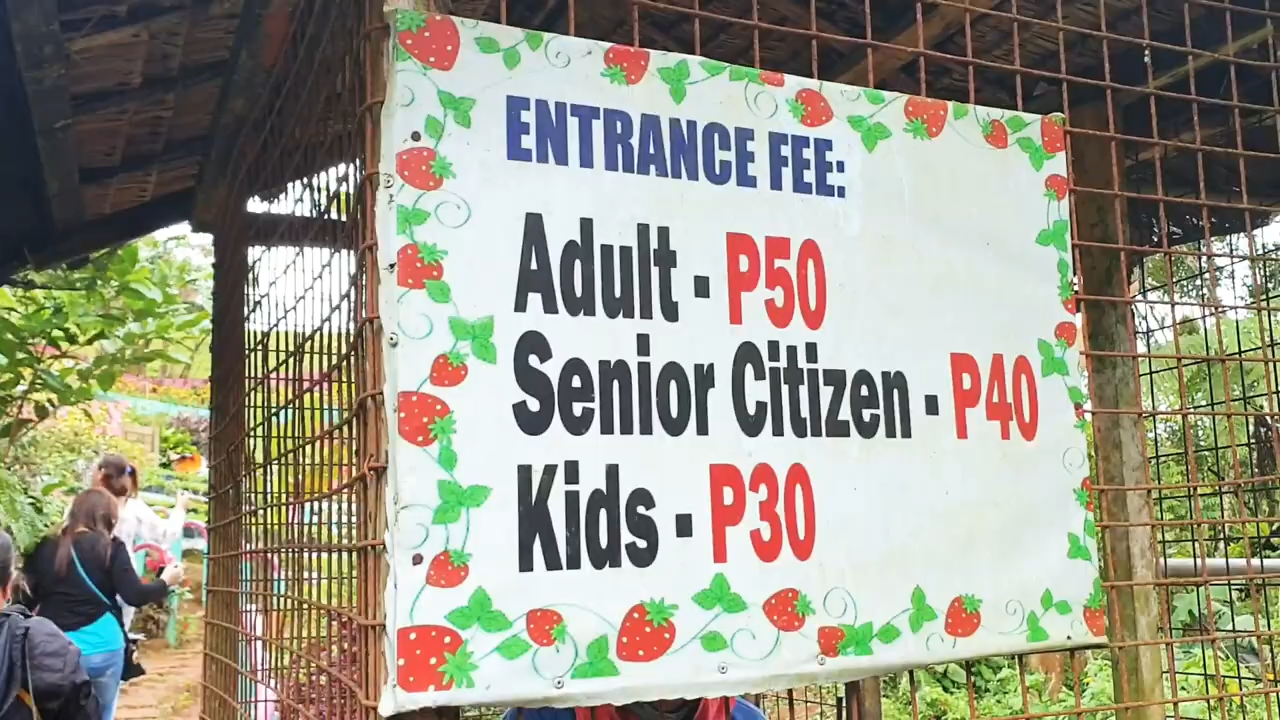 ENTRANCE FEE:
Adult - P50
Senior Citizen - P40
Kids - P30